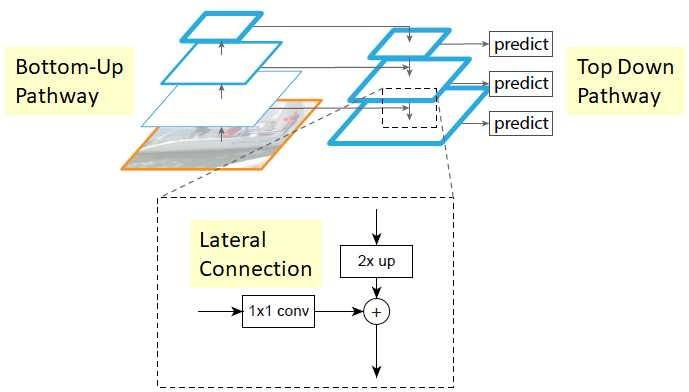 Bottom-Up
Pathway
predict
predict
predict
Top Down
Pathway
Lateral
Connection
2x up
1x1 conv
+